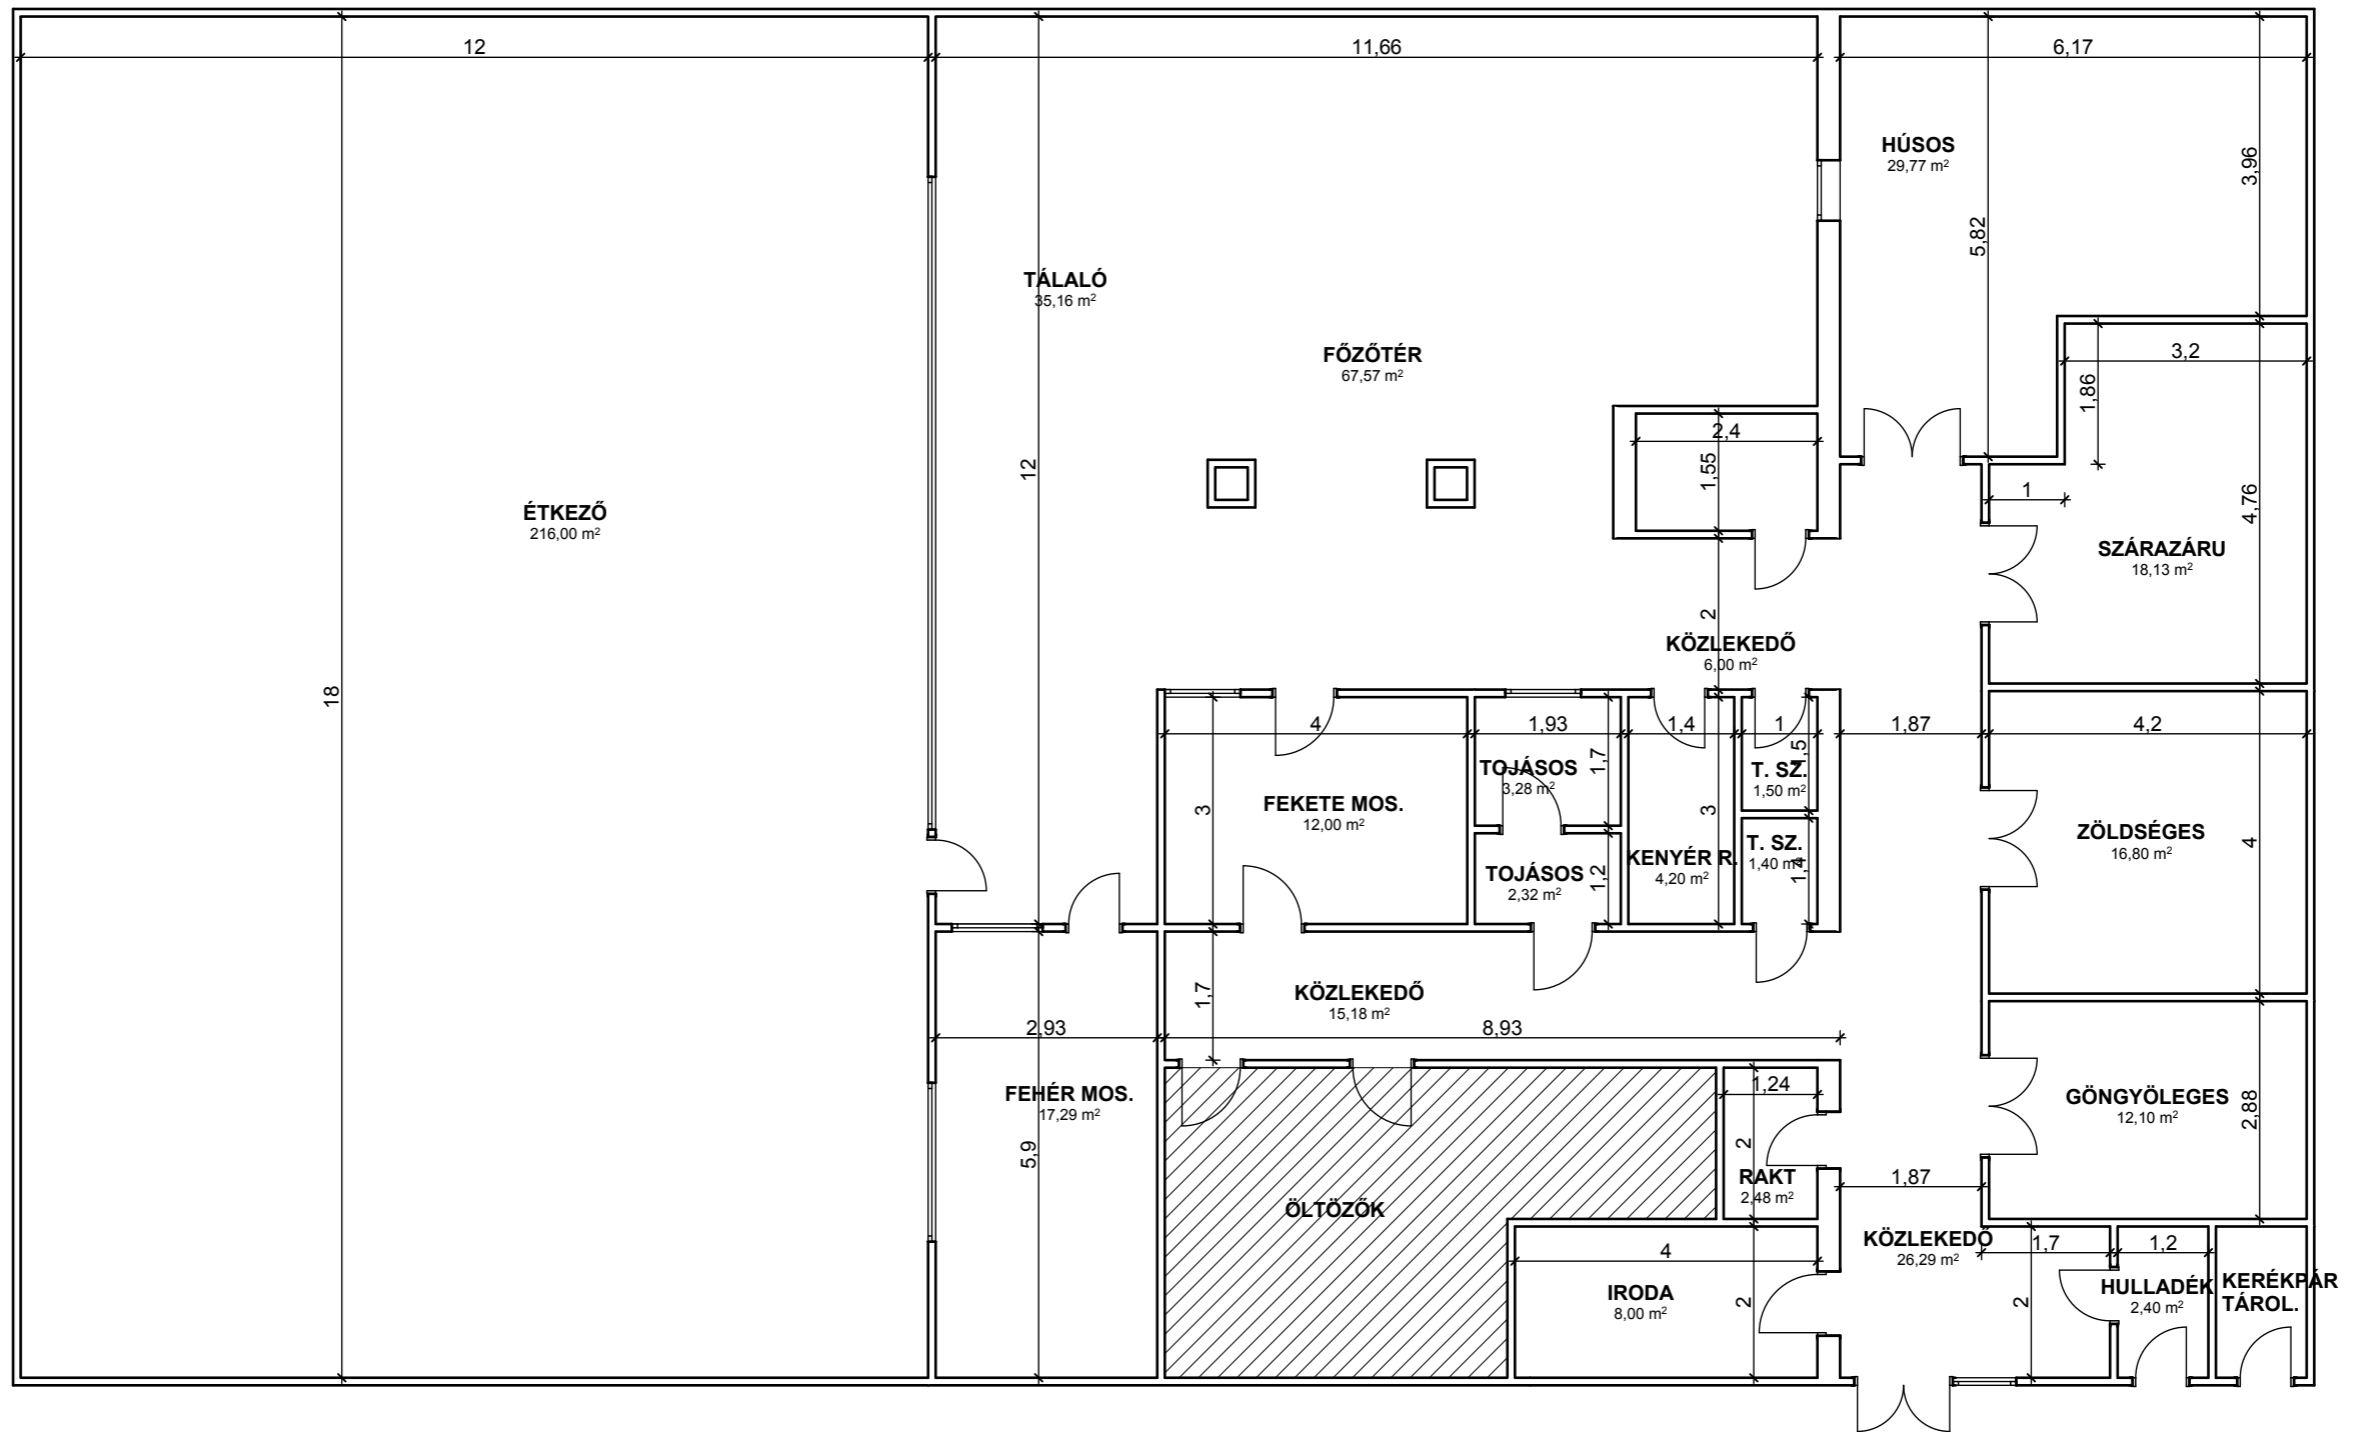 12
11,66
6,17
HÚSOS
29,77 m²
3,96
5,82
TÁLALÓ
35,16 m²
FŐZŐTÉR
67,57 m²
3,2
1,86
2,4
1,55
12
1
4,76
ÉTKEZŐ
216,00 m²
SZÁRAZÁRU
18,13 m²
2
KÖZLEKEDŐ
6,00 m²
18
4
1,93
1,4
1
1,87
4,2
1,5
1,7
TOJÁSOS
3,28 m²
T. SZ.
1,50 m²
3
FEKETE MOS.
12,00 m²
3
ZÖLDSÉGES
16,80 m²
4
T. SZ.
1,40 m²
1,4
KENYÉR R.
4,20 m²
TOJÁSOS
2,32 m²
1,2
1,7
KÖZLEKEDŐ
15,18 m²
2,93
8,93
FEHÉR MOS.
17,29 m²
5,9
1,24
2
RAKT
2,48 m²
GÖNGYÖLEGES
12,10 m²
2,88
1,87
ÖLTÖZŐK
KÖZLEKEDŐ
26,29 m²
1,7
1,2
4
IRODA
8,00 m²
2
2
HULLADÉK
2,40 m²
KERÉKPÁR
TÁROL.